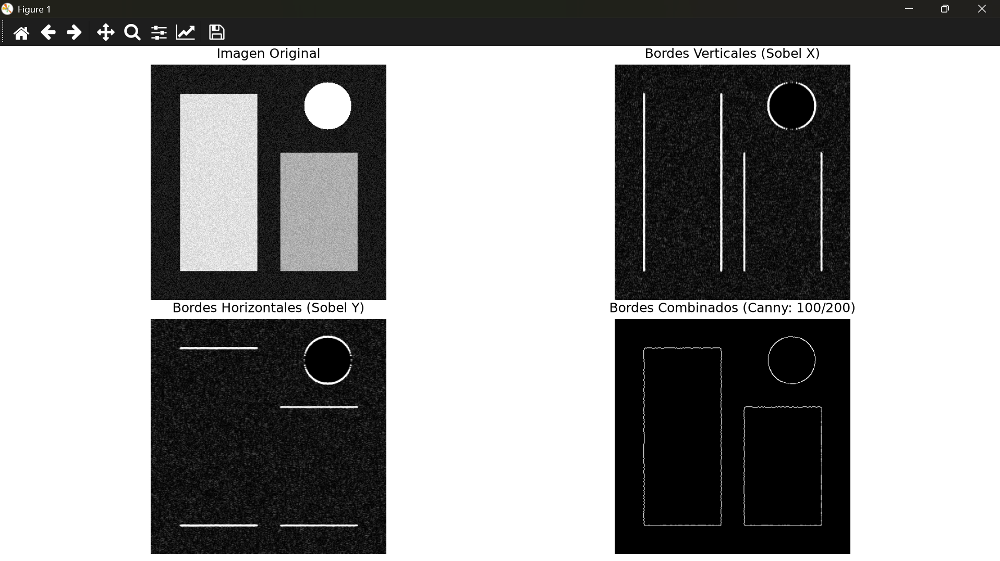 Figure 1
Imagen Original
Bordes Verticales (Sobel X)
Bordes Horizontales (Sobel Y)
Bordes Combinados (Canny: 100/200)